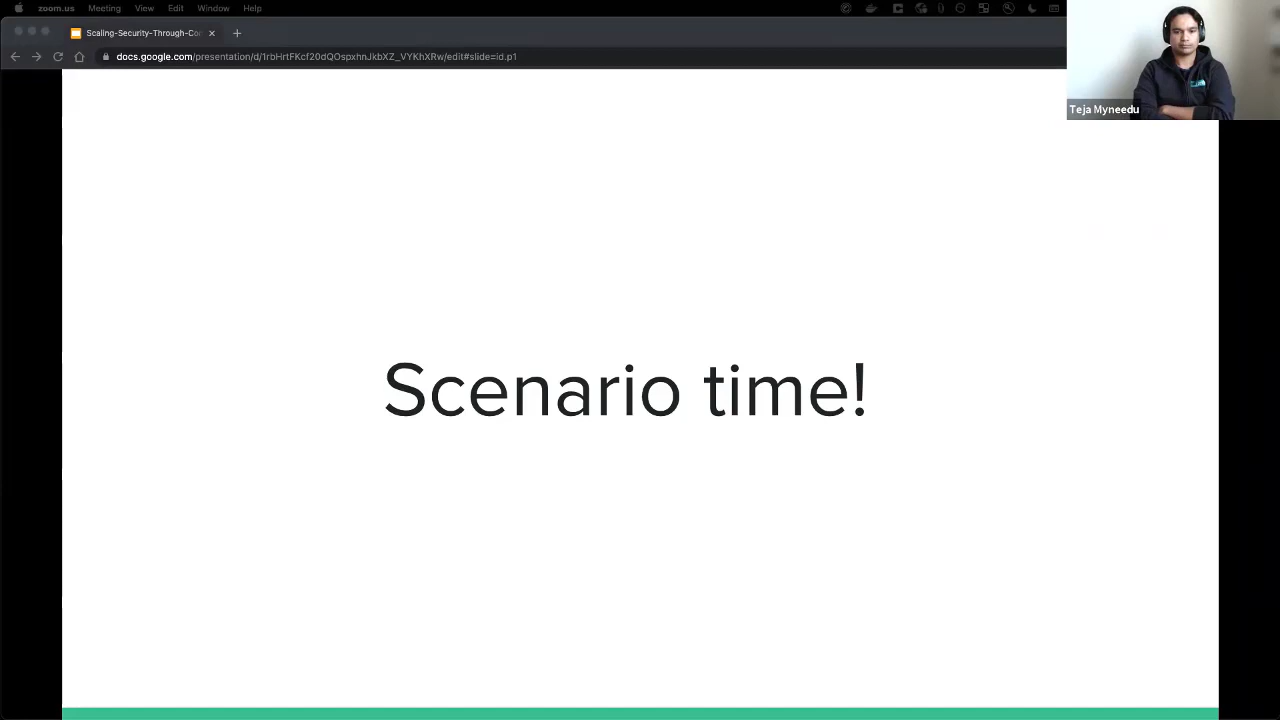 zoom.us Meeting View Edit Window Help
Scaling-Security-Through-Cor
docs.google.com/presentation/d/1rbHrtFKcf20dQOspxhnJkbXZ_VYKhXRw/edit#slide=id.p1
Teja Myneedu
Scenario time!